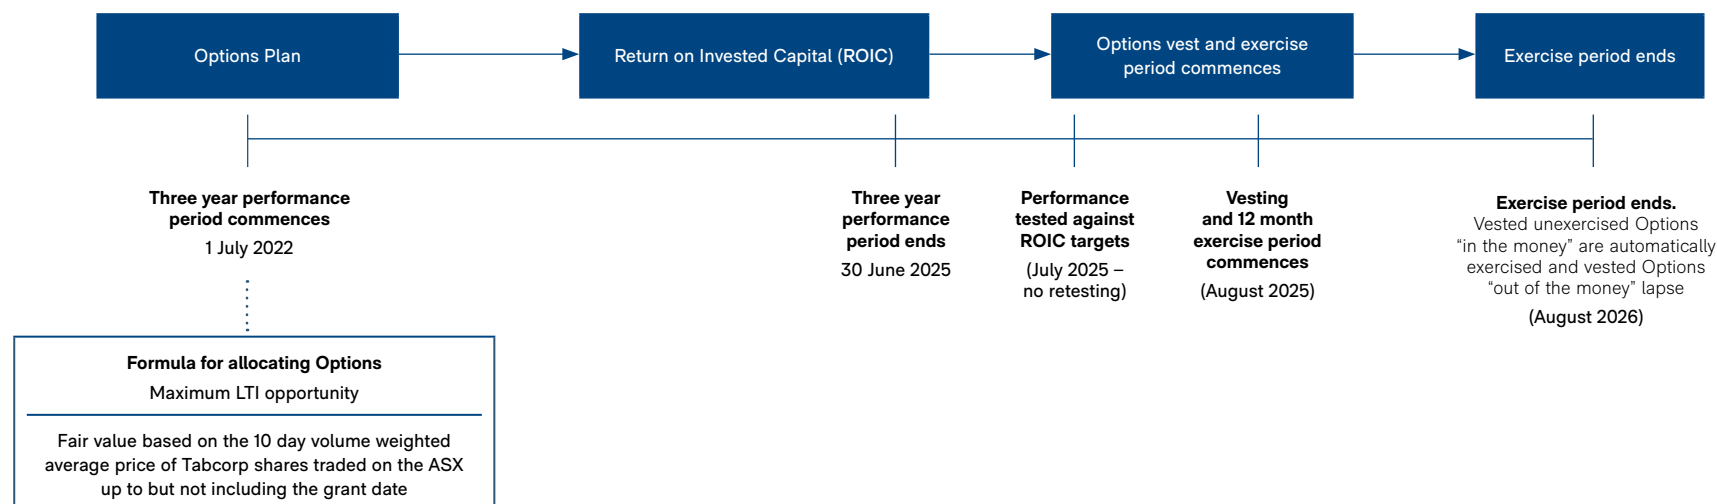 Options Plan
Return on Invested Capital (ROIC)
Options vest and exercise
period commences
Exercise period ends
Three year performance
period commences
1 July 2022
Three year
performance
period ends
30 June 2025
Performance
tested against
ROIC targets
(July 2025 –
no retesting)
Vesting
and 12 month
exercise period
commences
(August 2025)
Exercise period ends.
Vested unexercised Options
“in the money” are automatically
exercised and vested Options
“out of the money” lapse
(August 2026)
Formula for allocating Options
Maximum LTI opportunity
Fair value based on the 10 day volume weighted
average price of Tabcorp shares traded on the ASX
up to but not including the grant date